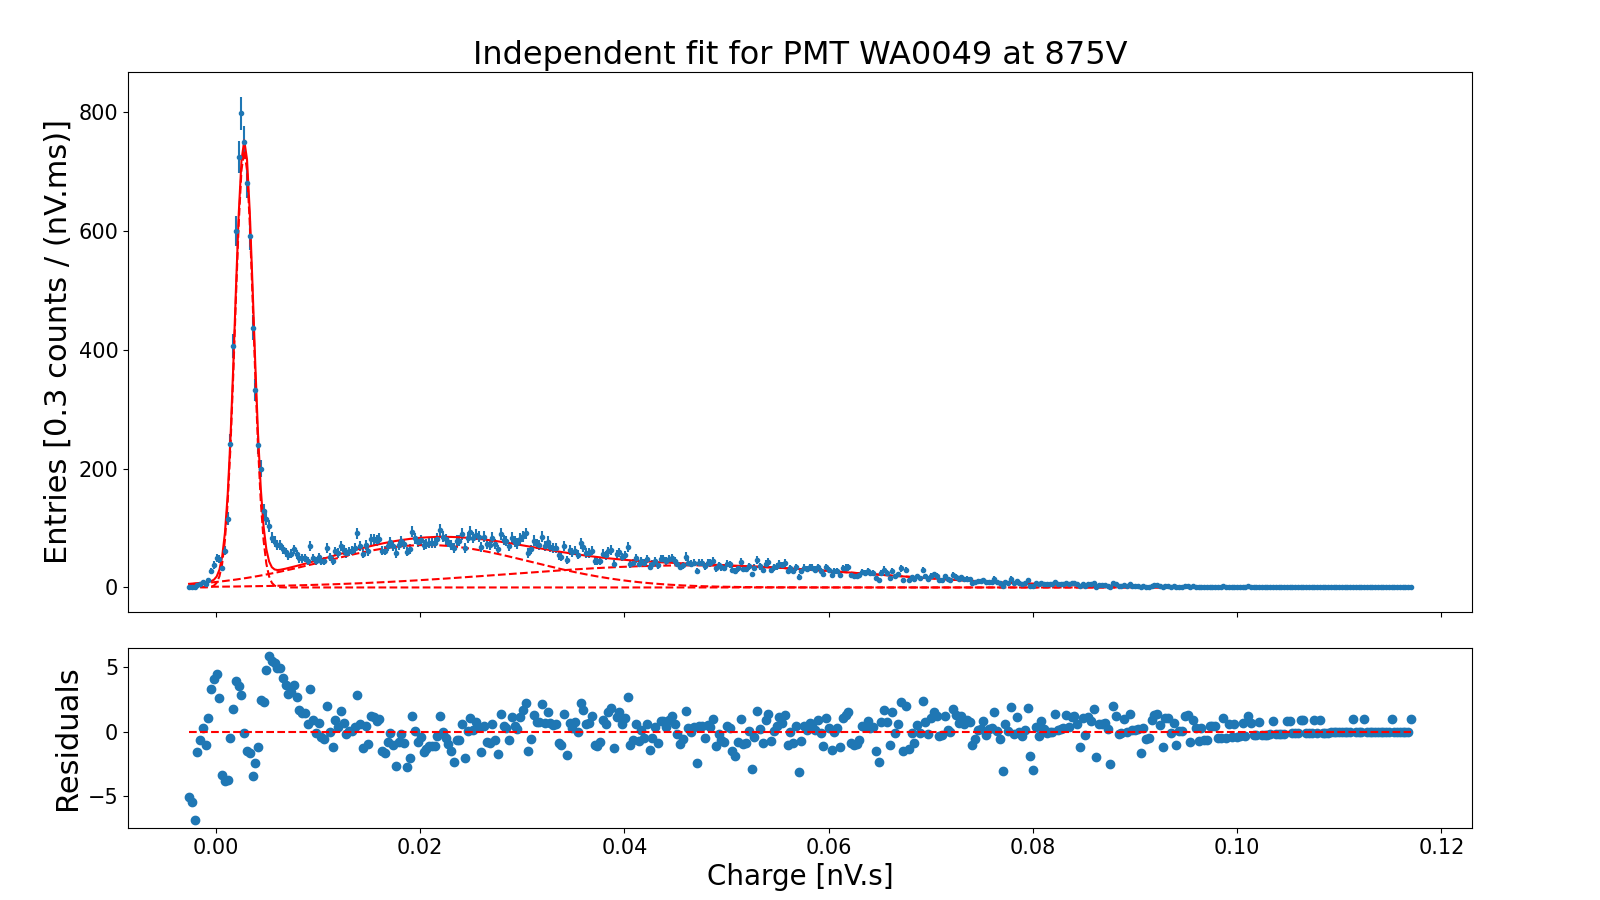 Independent fit for PMT WA0049 at 875V
Entries [0.3 counts / (nV.ms)]
800
600
400
200
0
Residuals
5
0
−5
0.00 0.02 0.04 0.06 0.08 0.10 0.12
Charge [nV.s]